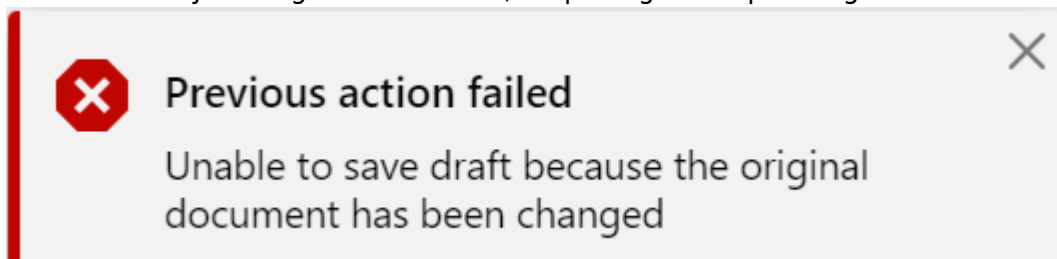 Previous action failed
Unable to save draft because the original
document has been changed